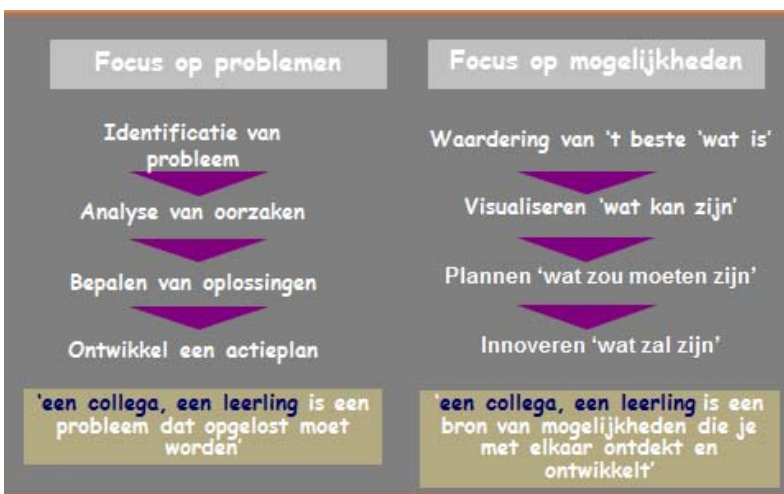 Focus op problemen
Identificatie van
probleem
Analyse van oorzaken
Bepalen van oplossingen
Ontwikkel een actieplan
'een collega, een leerling is een
probleem dat opgelost moet
worden'
Focus op mogelijkheden
Waardering van 't beste 'wat is'
Visualiseren 'wat kan zijn'
Plannen 'wat zou moeten zijn'
Innoveren 'wat zal zijn'
'een collega, een leerling is een
bron van mogelijkheden die je
met elkaar ontdekt en
ontwikkelt'